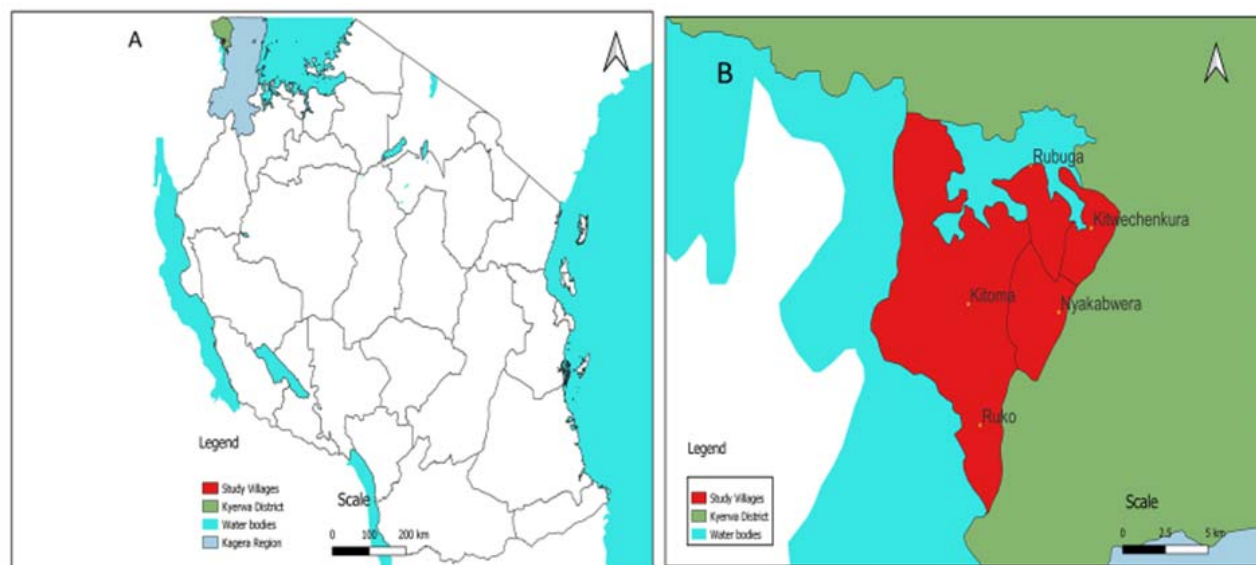 A
Legend
Study Villages
Kyerwa District
Water bodies
Kagera Region
Scale
0 100 200 km
B
Rubuga
Kitwechenkura
Kitoma
Nyakabwera
Ruko
Legend
Study Villages
Kyerwa District
Water bodies
Scale
0 2.5 5 km